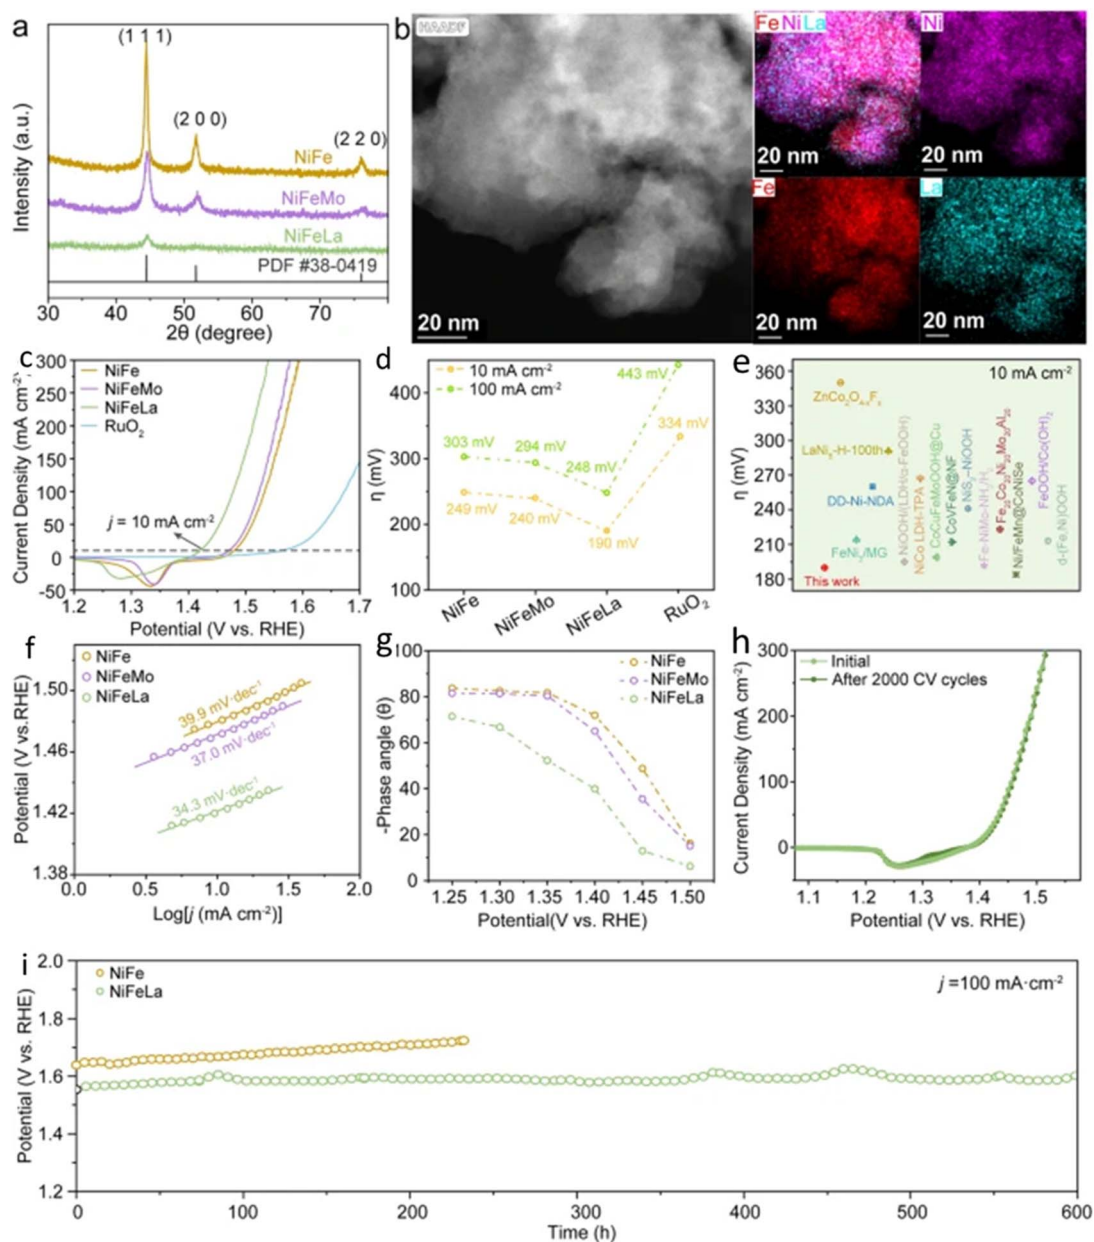 a
(1 1 1)
(2 0 0)
(2 2 0)
NiFe
NiFeMo
NiFeLa
PDF #38-0419
Intensity (a.u.)
30 40 50 60 70
2θ (degree)
b
HAADF
20 nm
Fe Ni La
20 nm
Ni
20 nm
Fe
20 nm
La
20 nm
c
NiFe
NiFeMo
NiFeLa
RuO2
j = 10 mA cm-2
Current Density (mA cm-2)
300
250
200
150
100
50
0
-50
1.2 1.3 1.4 1.5 1.6 1.7
Potential (V vs. RHE)
d
10 mA cm-2
100 mA cm-2
443 mV
334 mV
303 mV
294 mV
248 mV
249 mV
240 mV
190 mV
η (mV)
400
300
200
100
NiFe NiFeMo NiFeLa RuO2
e
10 mA cm-2
η (mV)
360
330
300
270
240
210
180
LaNi5-H-100th
DD-Ni-NDA
FeNi3/MG
This work
NiOOH/(LDH/α-FeOOH)
NiCo LDH-TPA
CoCuFeMoOOH@Cu
CoVFeN@NF
NiSx–NiOOH
Ni/FeMn@CoNiSe
FeOOH/Co(OH)2
d-(Fe,Ni)OOH
f
NiFe
NiFeMo
NiFeLa
39.9 mV·dec-1
37.0 mV·dec-1
34.3 mV·dec-1
Potential (V vs.RHE)
1.50
1.46
1.42
1.38
0.0 0.5 1.0 1.5 2.0
Log[j (mA cm-2)]
g
NiFe
NiFeMo
NiFeLa
-Phase angle (θ)
100
80
60
40
20
0
1.25 1.30 1.35 1.40 1.45 1.50
Potential(V vs. RHE)
h
Initial
After 2000 CV cycles
Current Density (mA cm-2)
300
200
100
0
1.1 1.2 1.3 1.4 1.5
Potential (V vs. RHE)
i
NiFe
NiFeLa
j =100 mA·cm-2
Potential (V vs. RHE)
2.0
1.8
1.6
1.4
1.2
0 100 200 300 400 500 600
Time (h)